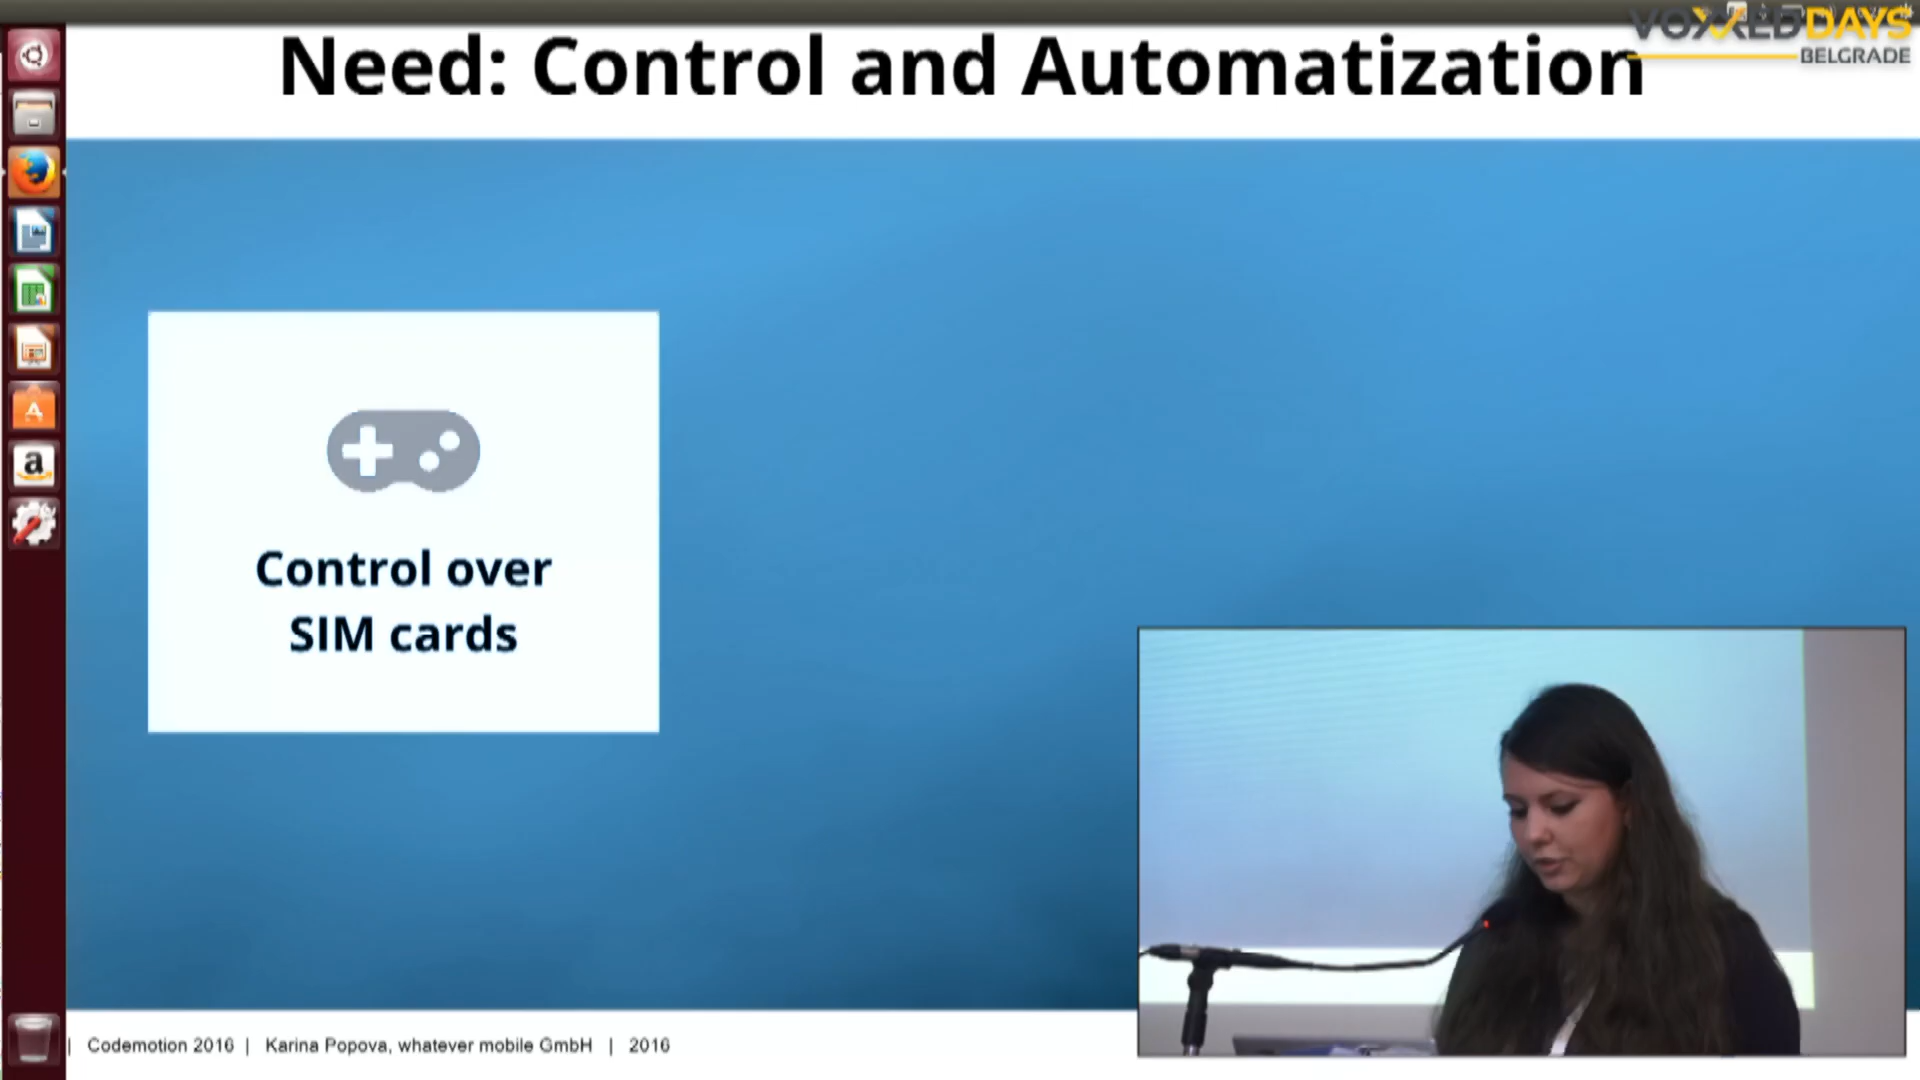 VOXXED DAYS
BELGRADE
Need: Control and Automatization
Control over
SIM cards
| Codemotion 2016 | Karina Popova, whatever mobile GmbH | 2016